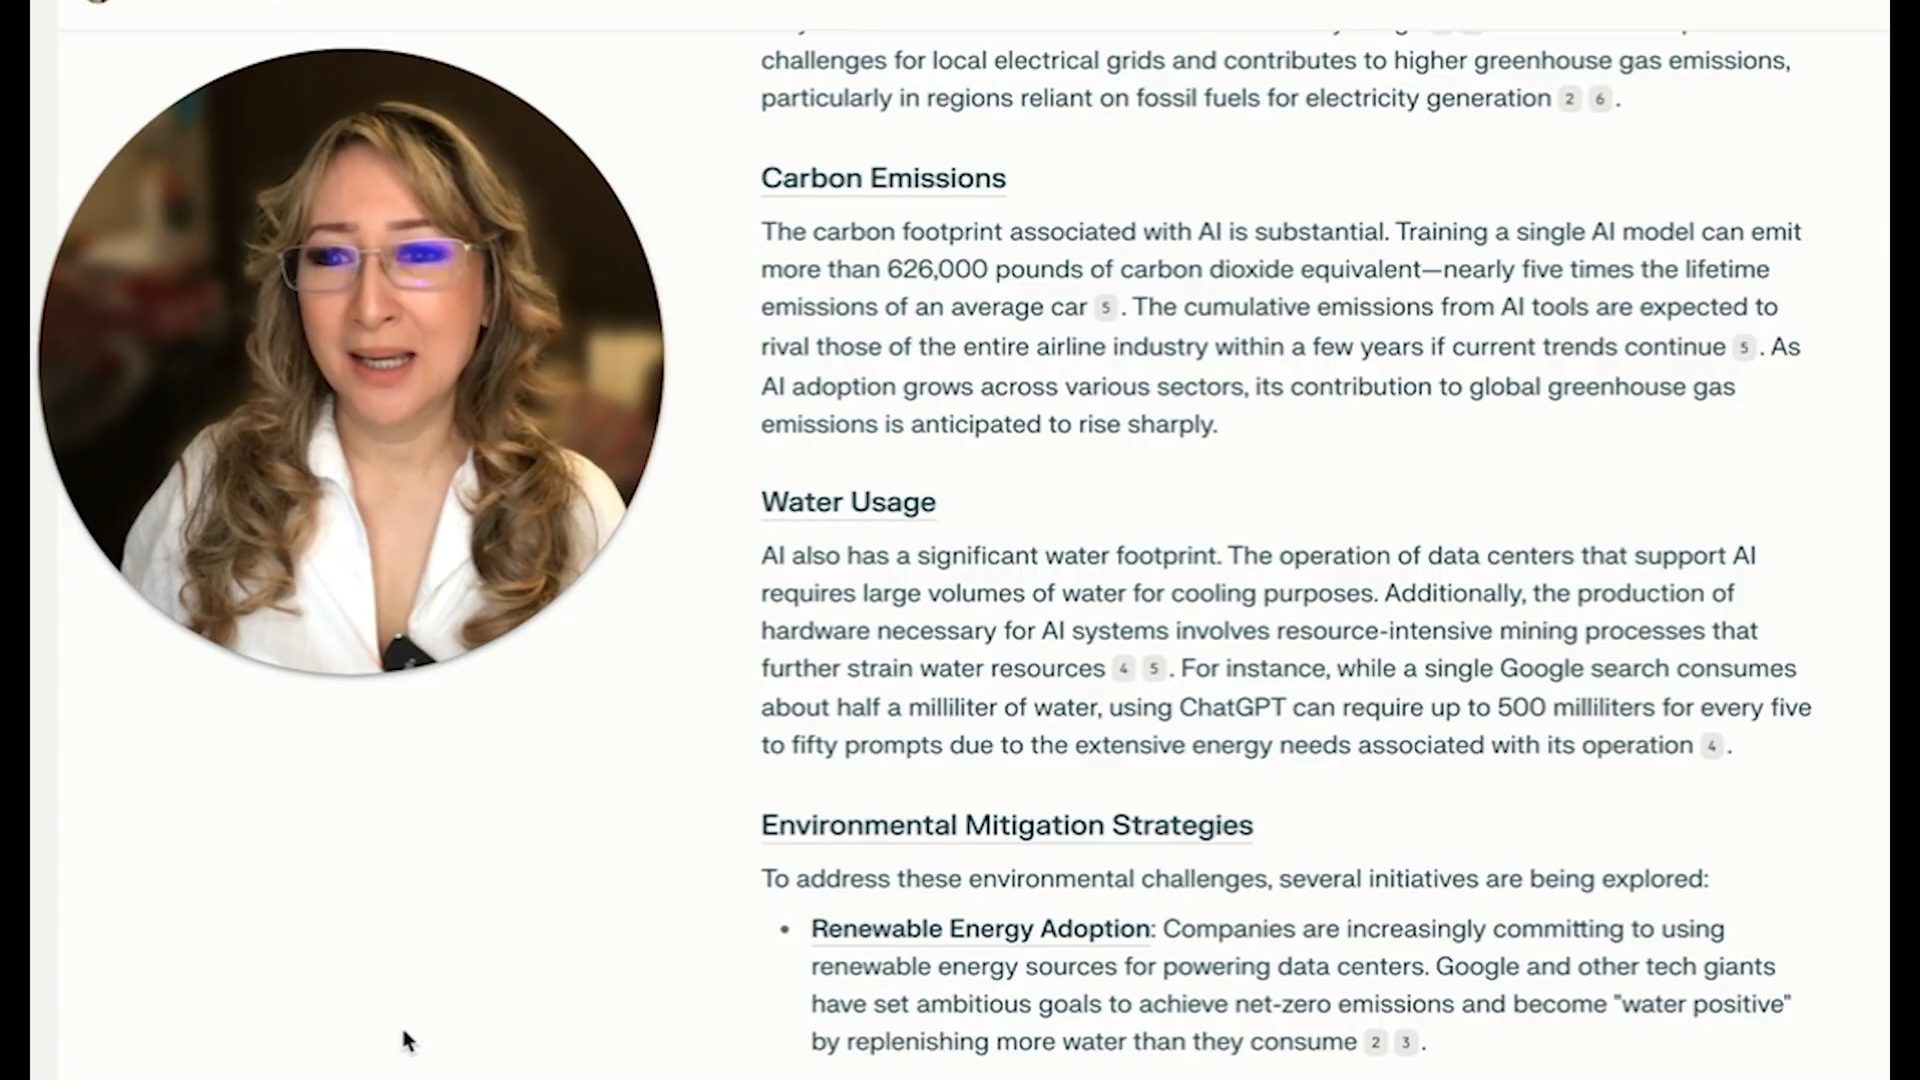 challenges for local electrical grids and contributes to higher greenhouse gas emissions,
particularly in regions reliant on fossil fuels for electricity generation 2 6 .
Carbon Emissions
The carbon footprint associated with AI is substantial. Training a single AI model can emit
more than 626,000 pounds of carbon dioxide equivalent—nearly five times the lifetime
emissions of an average car 5 . The cumulative emissions from AI tools are expected to
rival those of the entire airline industry within a few years if current trends continue 5 . As
AI adoption grows across various sectors, its contribution to global greenhouse gas
emissions is anticipated to rise sharply.
Water Usage
AI also has a significant water footprint. The operation of data centers that support AI
requires large volumes of water for cooling purposes. Additionally, the production of
hardware necessary for AI systems involves resource-intensive mining processes that
further strain water resources 4 5 . For instance, while a single Google search consumes
about half a milliliter of water, using ChatGPT can require up to 500 milliliters for every five
to fifty prompts due to the extensive energy needs associated with its operation 4 .
Environmental Mitigation Strategies
To address these environmental challenges, several initiatives are being explored:
• Renewable Energy Adoption: Companies are increasingly committing to using
renewable energy sources for powering data centers. Google and other tech giants
have set ambitious goals to achieve net-zero emissions and become "water positive"
by replenishing more water than they consume 2 3 .